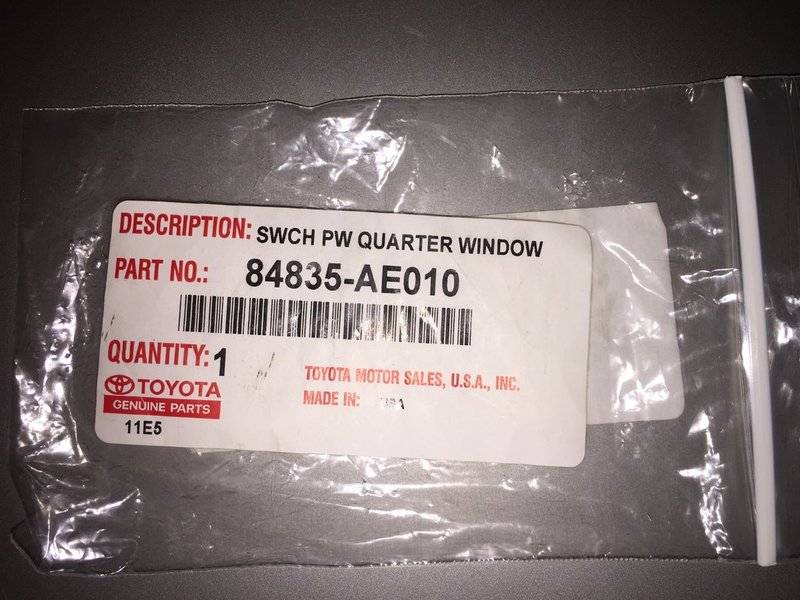 DESCRIPTION: SWCH PW QUARTER WINDOW
PART NO.: 84835-AE010
QUANTITY: 1
TOYOTA MOTOR SALES, U.S.A., INC.
MADE IN:
TOYOTA
GENUINE PARTS
11E5